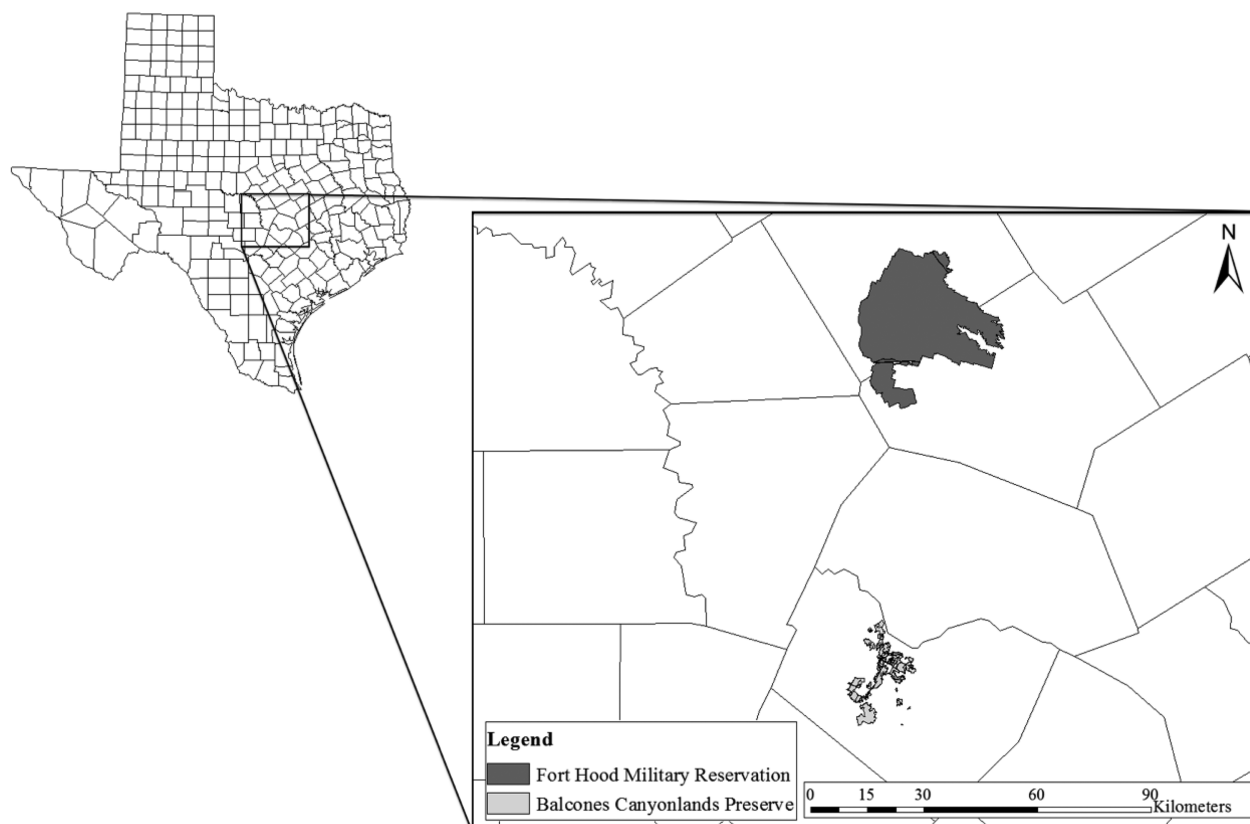 N
Legend
Fort Hood Military Reservation
Balcones Canyonlands Preserve
0 15 30 60 90
Kilometers